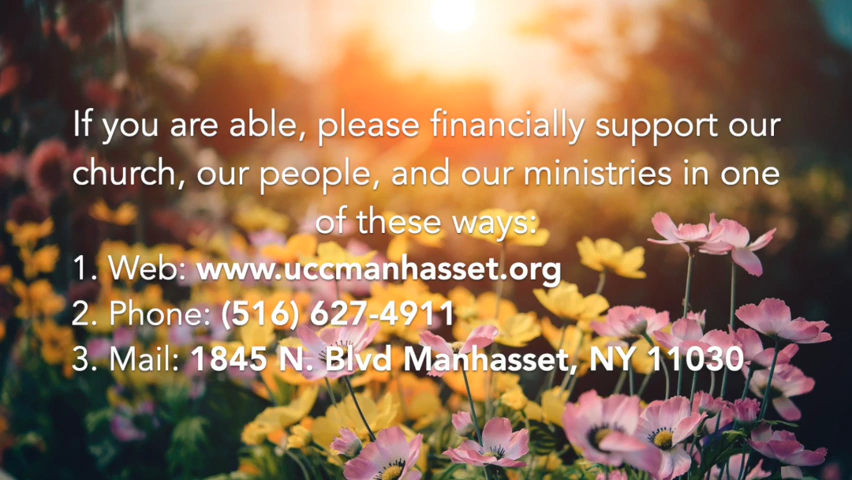 If you are able, please financially support our
church, our people, and our ministries in one
of these ways:
1. Web: www.uccmanhasset.org
2. Phone: (516) 627-4911
3. Mail: 1845 N. Blvd Manhasset, NY 11030